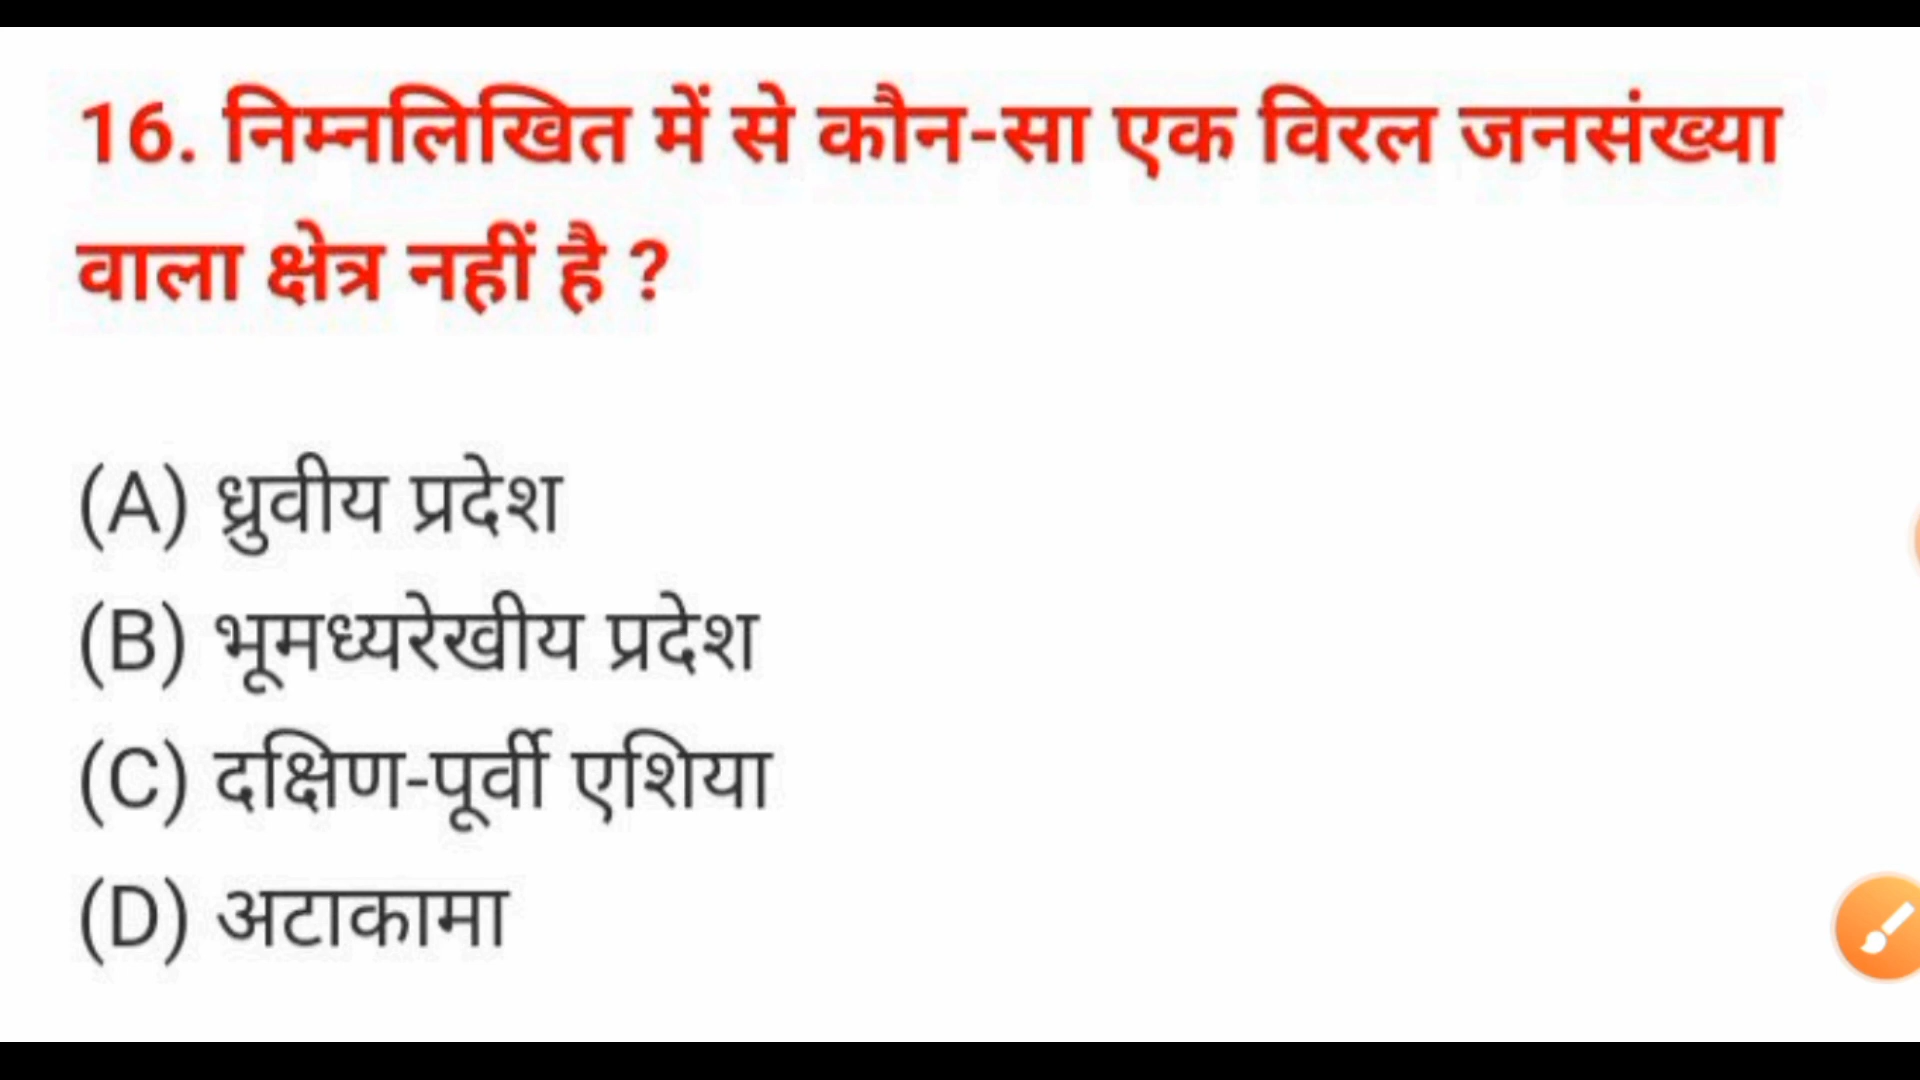 16. निम्नलिखित में से कौन-सा एक विरल जनसंख्या
वाला क्षेत्र नहीं है ?
(A) ध्रुवीय प्रदेश
(B) भूमध्यरेखीय प्रदेश
(C) दक्षिण-पूर्वी एशिया
(D) अटाकामा